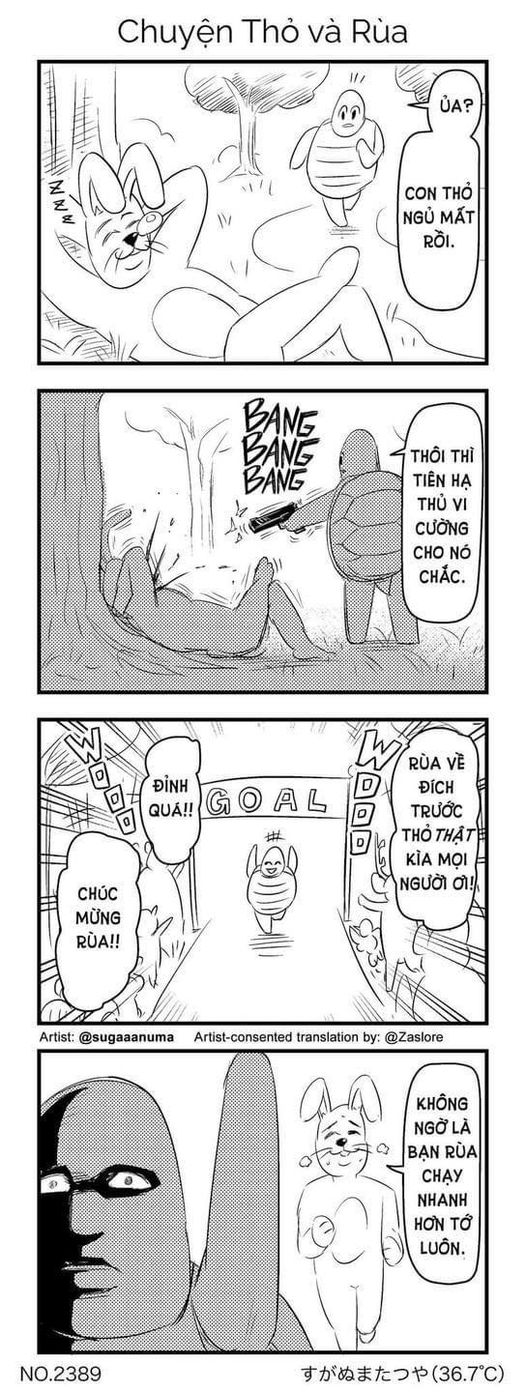 Chuyện Thỏ và Rùa
ỦA?
CON THỎ
NGỦ MẤT
RỒI.
ZZZZ
BANG
BANG
BANG
THÔI THÌ
TIÊN HẠ
THỦ VI
CƯỜNG
CHO NÓ
CHẮC.
WOOO
ĐỈNH
QUÁ!!
GOAL
WOOO
RÙA VỀ
ĐÍCH
TRƯỚC
THỎ THẬT
KÌA MỌI
NGƯỜI ƠI!
CHÚC
MỪNG
RÙA!!
Artist: @sugaaanuma Artist-consented translation by: @Zaslore
KHÔNG
NGỜ LÀ
BẠN RÙA
CHẠY
NHANH
HƠN TỚ
LUÔN.
NO.2389
すがぬまたつや(36.7℃)